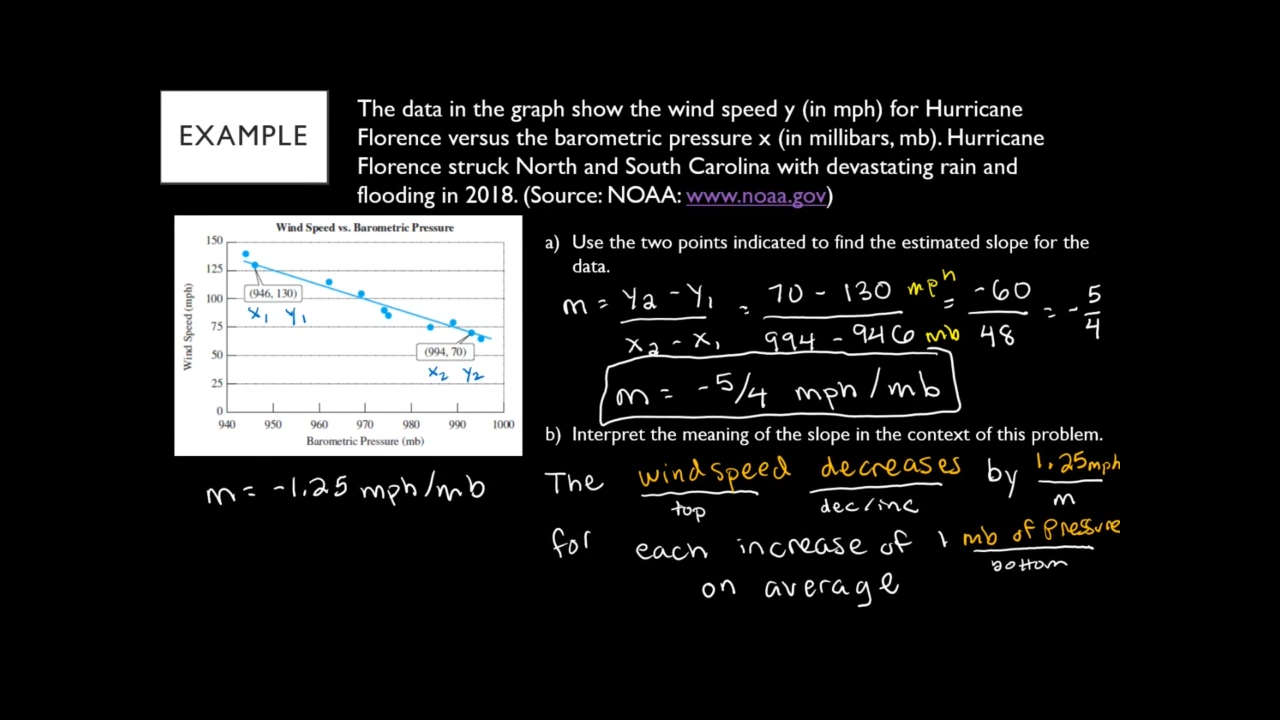 EXAMPLE
The data in the graph show the wind speed y (in mph) for Hurricane
Florence versus the barometric pressure x (in millibars, mb). Hurricane
Florence struck North and South Carolina with devastating rain and
flooding in 2018. (Source: NOAA: www.noaa.gov)
Wind Speed vs. Barometric Pressure
Wind Speed (mph)
150
125
100
75
50
25
0
(946, 130)
x₁ y₁
(994, 70)
x₂ y₂
940 950 960 970 980 990 1000
Barometric Pressure (mb)
m = -1.25 mph/mb
a) Use the two points indicated to find the estimated slope for the
data.
m = y₂ - y₁ / x₂ - x₁ = 70 - 130 mph / 994 - 946 mb = -60 / 48 = - 5 / 4
m = -5/4 mph/mb
b) Interpret the meaning of the slope in the context of this problem.
The windspeed decreases by 1.25mph
top dec/inc m
for each increase of 1 mb of pressure
bottom
on average